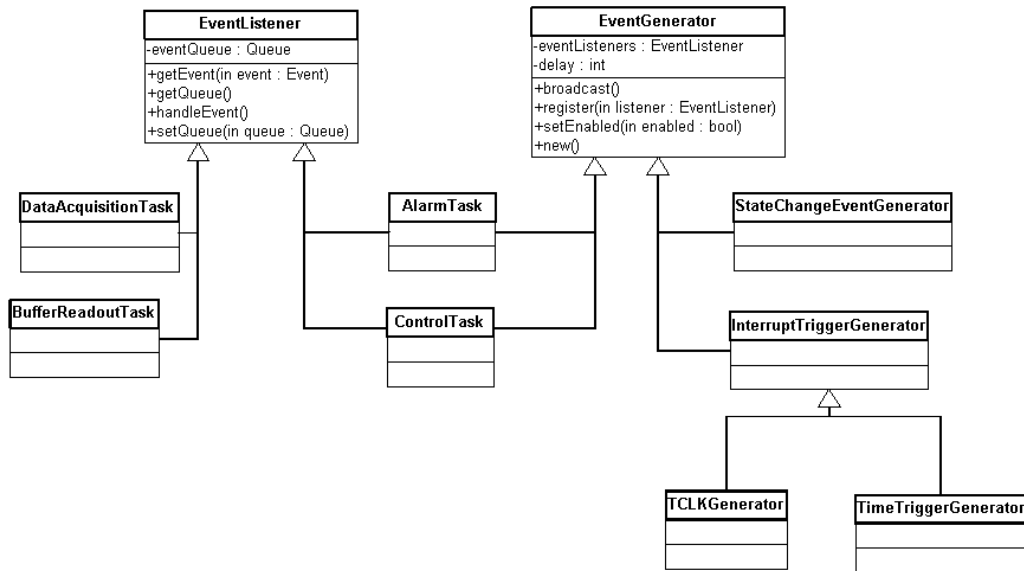 EventListener
-eventQueue : Queue
+getEvent(in event : Event)
+getQueue()
+handleEvent()
+setQueue(in queue : Queue)
EventGenerator
-eventListeners : EventListener
-delay : int
+broadcast()
+register(in listener : EventListener)
+setEnabled(in enabled : bool)
+new()
DataAcquisitionTask
AlarmTask
StateChangeEventGenerator
BufferReadoutTask
ControlTask
InterruptTriggerGenerator
TCLKGenerator
TimeTriggerGenerator